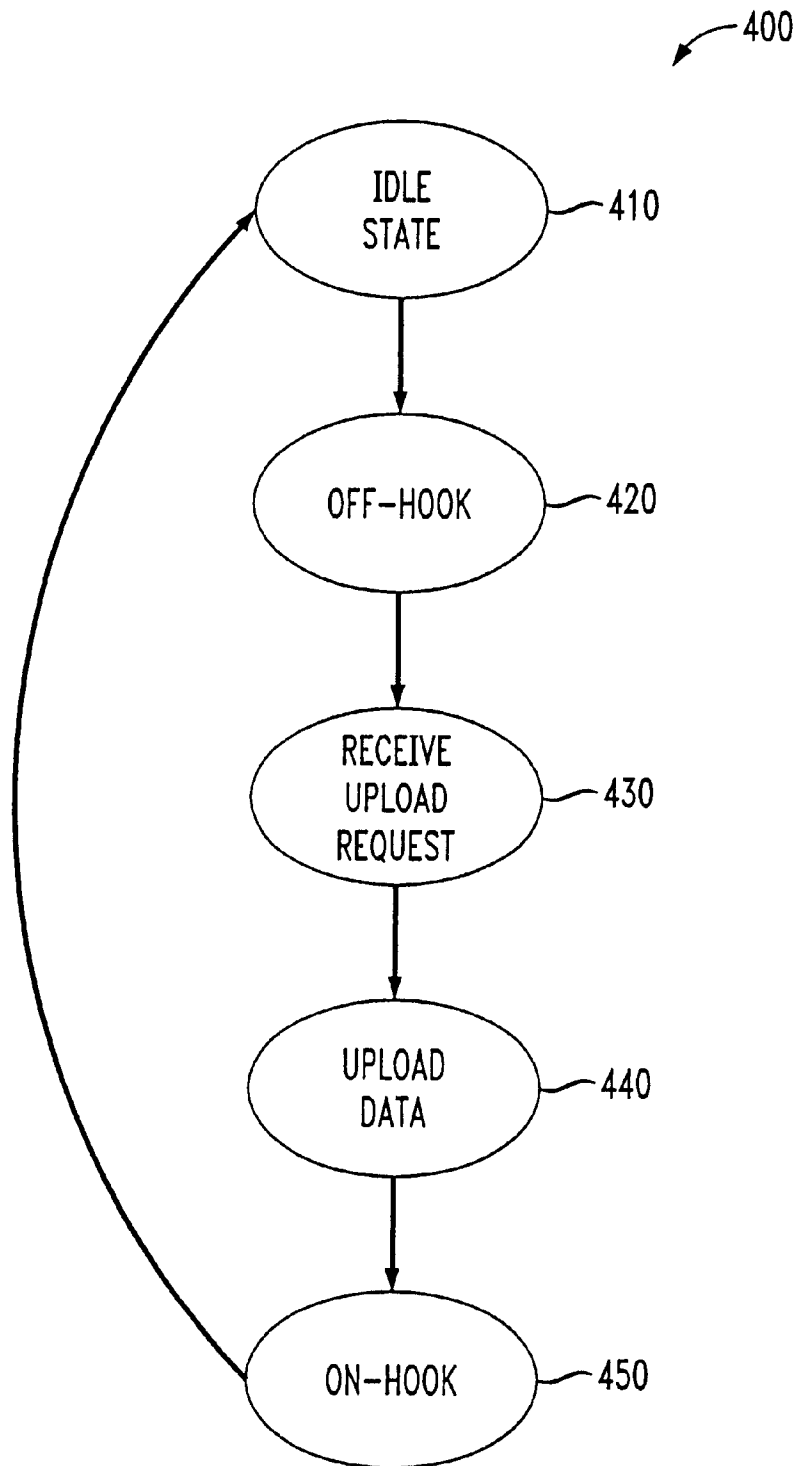 400
IDLE
STATE
410
OFF-HOOK
420
RECEIVE
UPLOAD
REQUEST
430
UPLOAD
DATA
440
ON-HOOK
450